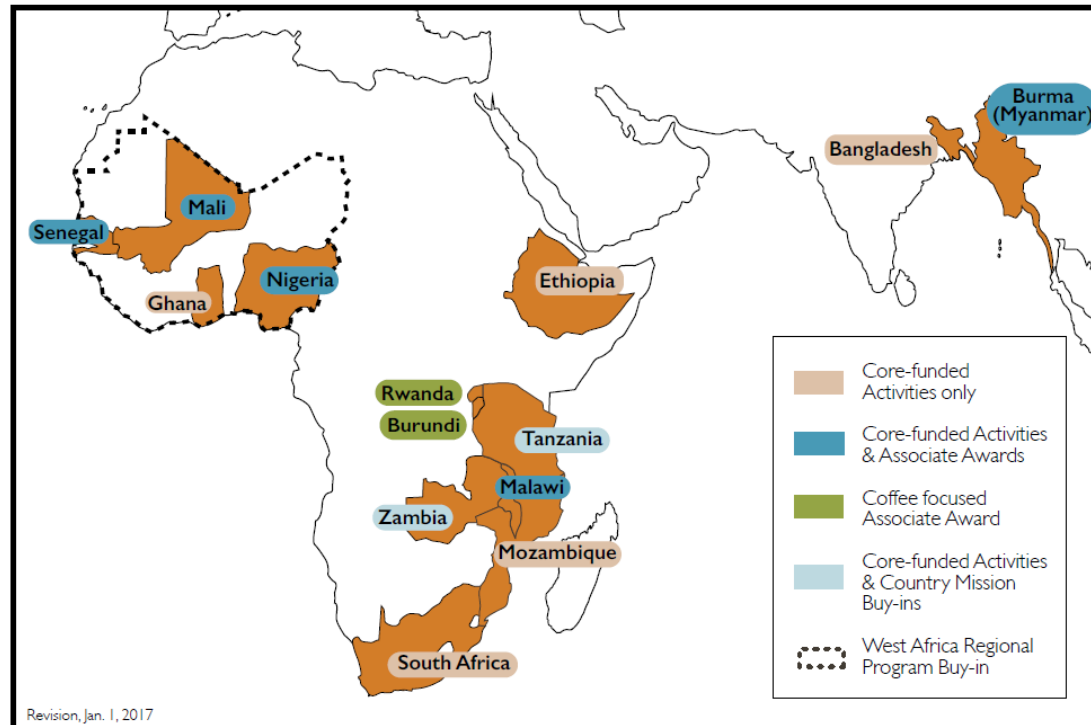 Burma
(Myanmar)
Bangladesh
Mali
Senegal
Nigeria
Ghana
Ethiopia
Rwanda
Burundi
Tanzania
Malawi
Zambia
Mozambique
South Africa
Core-funded
Activities only
Core-funded Activities
& Associate Awards
Coffee focused
Associate Award
Core-funded Activities
& Country Mission
Buy-ins
West Africa Regional
Program Buy-in
Revision, Jan. 1, 2017